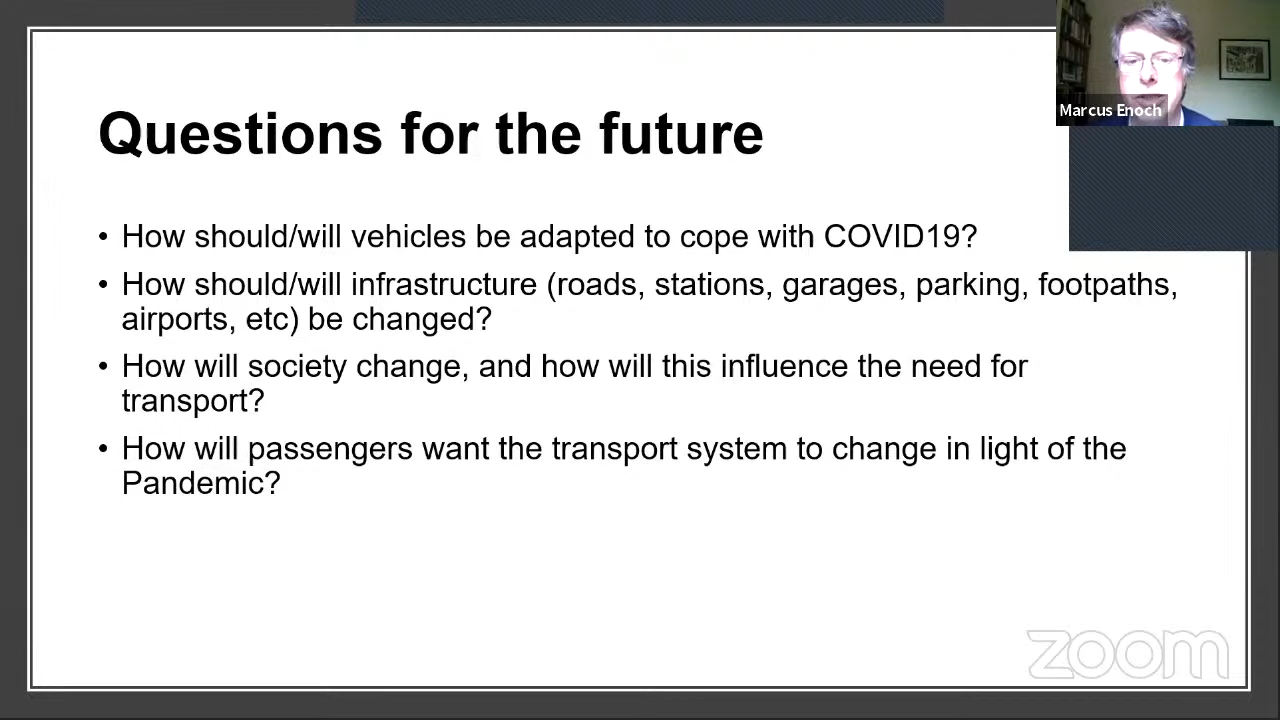 Marcus Enoch
Questions for the future
• How should/will vehicles be adapted to cope with COVID19?
• How should/will infrastructure (roads, stations, garages, parking, footpaths,
airports, etc) be changed?
• How will society change, and how will this influence the need for
transport?
• How will passengers want the transport system to change in light of the
Pandemic?
zoom